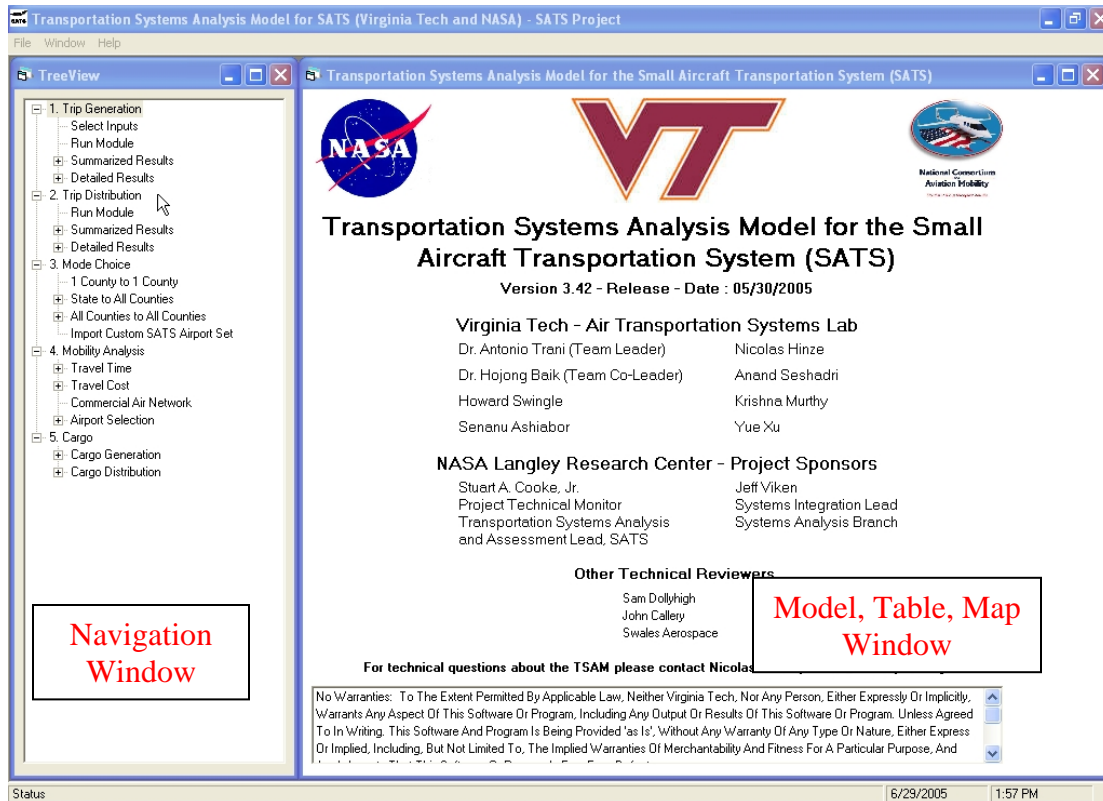 Transportation Systems Analysis Model for SATS (Virginia Tech and NASA) - SATS Project
File Window Help
TreeView
1. Trip Generation
Select Inputs
Run Module
Summarized Results
Detailed Results
2. Trip Distribution
Run Module
Summarized Results
Detailed Results
3. Mode Choice
1 County to 1 County
State to All Counties
All Counties to All Counties
Import Custom SATS Airport Set
4. Mobility Analysis
Travel Time
Travel Cost
Commercial Air Network
Airport Selection
5. Cargo
Cargo Generation
Cargo Distribution
Navigation
Window
Transportation Systems Analysis Model for the Small Aircraft Transportation System (SATS)
NASA
VT
National Consortium
Aviation Mobility
Transportation Systems Analysis Model for the Small
Aircraft Transportation System (SATS)
Version 3.42 - Release - Date : 05/30/2005
Virginia Tech - Air Transportation Systems Lab
Dr. Antonio Trani (Team Leader) Nicolas Hinze
Dr. Hojong Baik (Team Co-Leader) Anand Seshadri
Howard Swingle Krishna Murthy
Senanu Ashiabor Yue Xu
NASA Langley Research Center - Project Sponsors
Stuart A. Cooke, Jr. Jeff Viken
Project Technical Monitor Systems Integration Lead
Transportation Systems Analysis Systems Analysis Branch
and Assessment Lead, SATS
Other Technical Reviewers
Sam Dollyhigh
John Callery
Swales Aerospace
Model, Table, Map
Window
For technical questions about the TSAM please contact Nicolas
No Warranties: To The Extent Permitted By Applicable Law, Neither Virginia Tech, Nor Any Person, Either Expressly Or Implicitly,
Warrants Any Aspect Of This Software Or Program, Including Any Output Or Results Of This Software Or Program. Unless Agreed
To In Writing. This Software And Program Is Being Provided 'as Is', Without Any Warranty Of Any Type Or Nature, Either Express
Or Implied, Including, But Not Limited To, The Implied Warranties Of Merchantability And Fitness For A Particular Purpose, And
Status 6/29/2005 1:57 PM